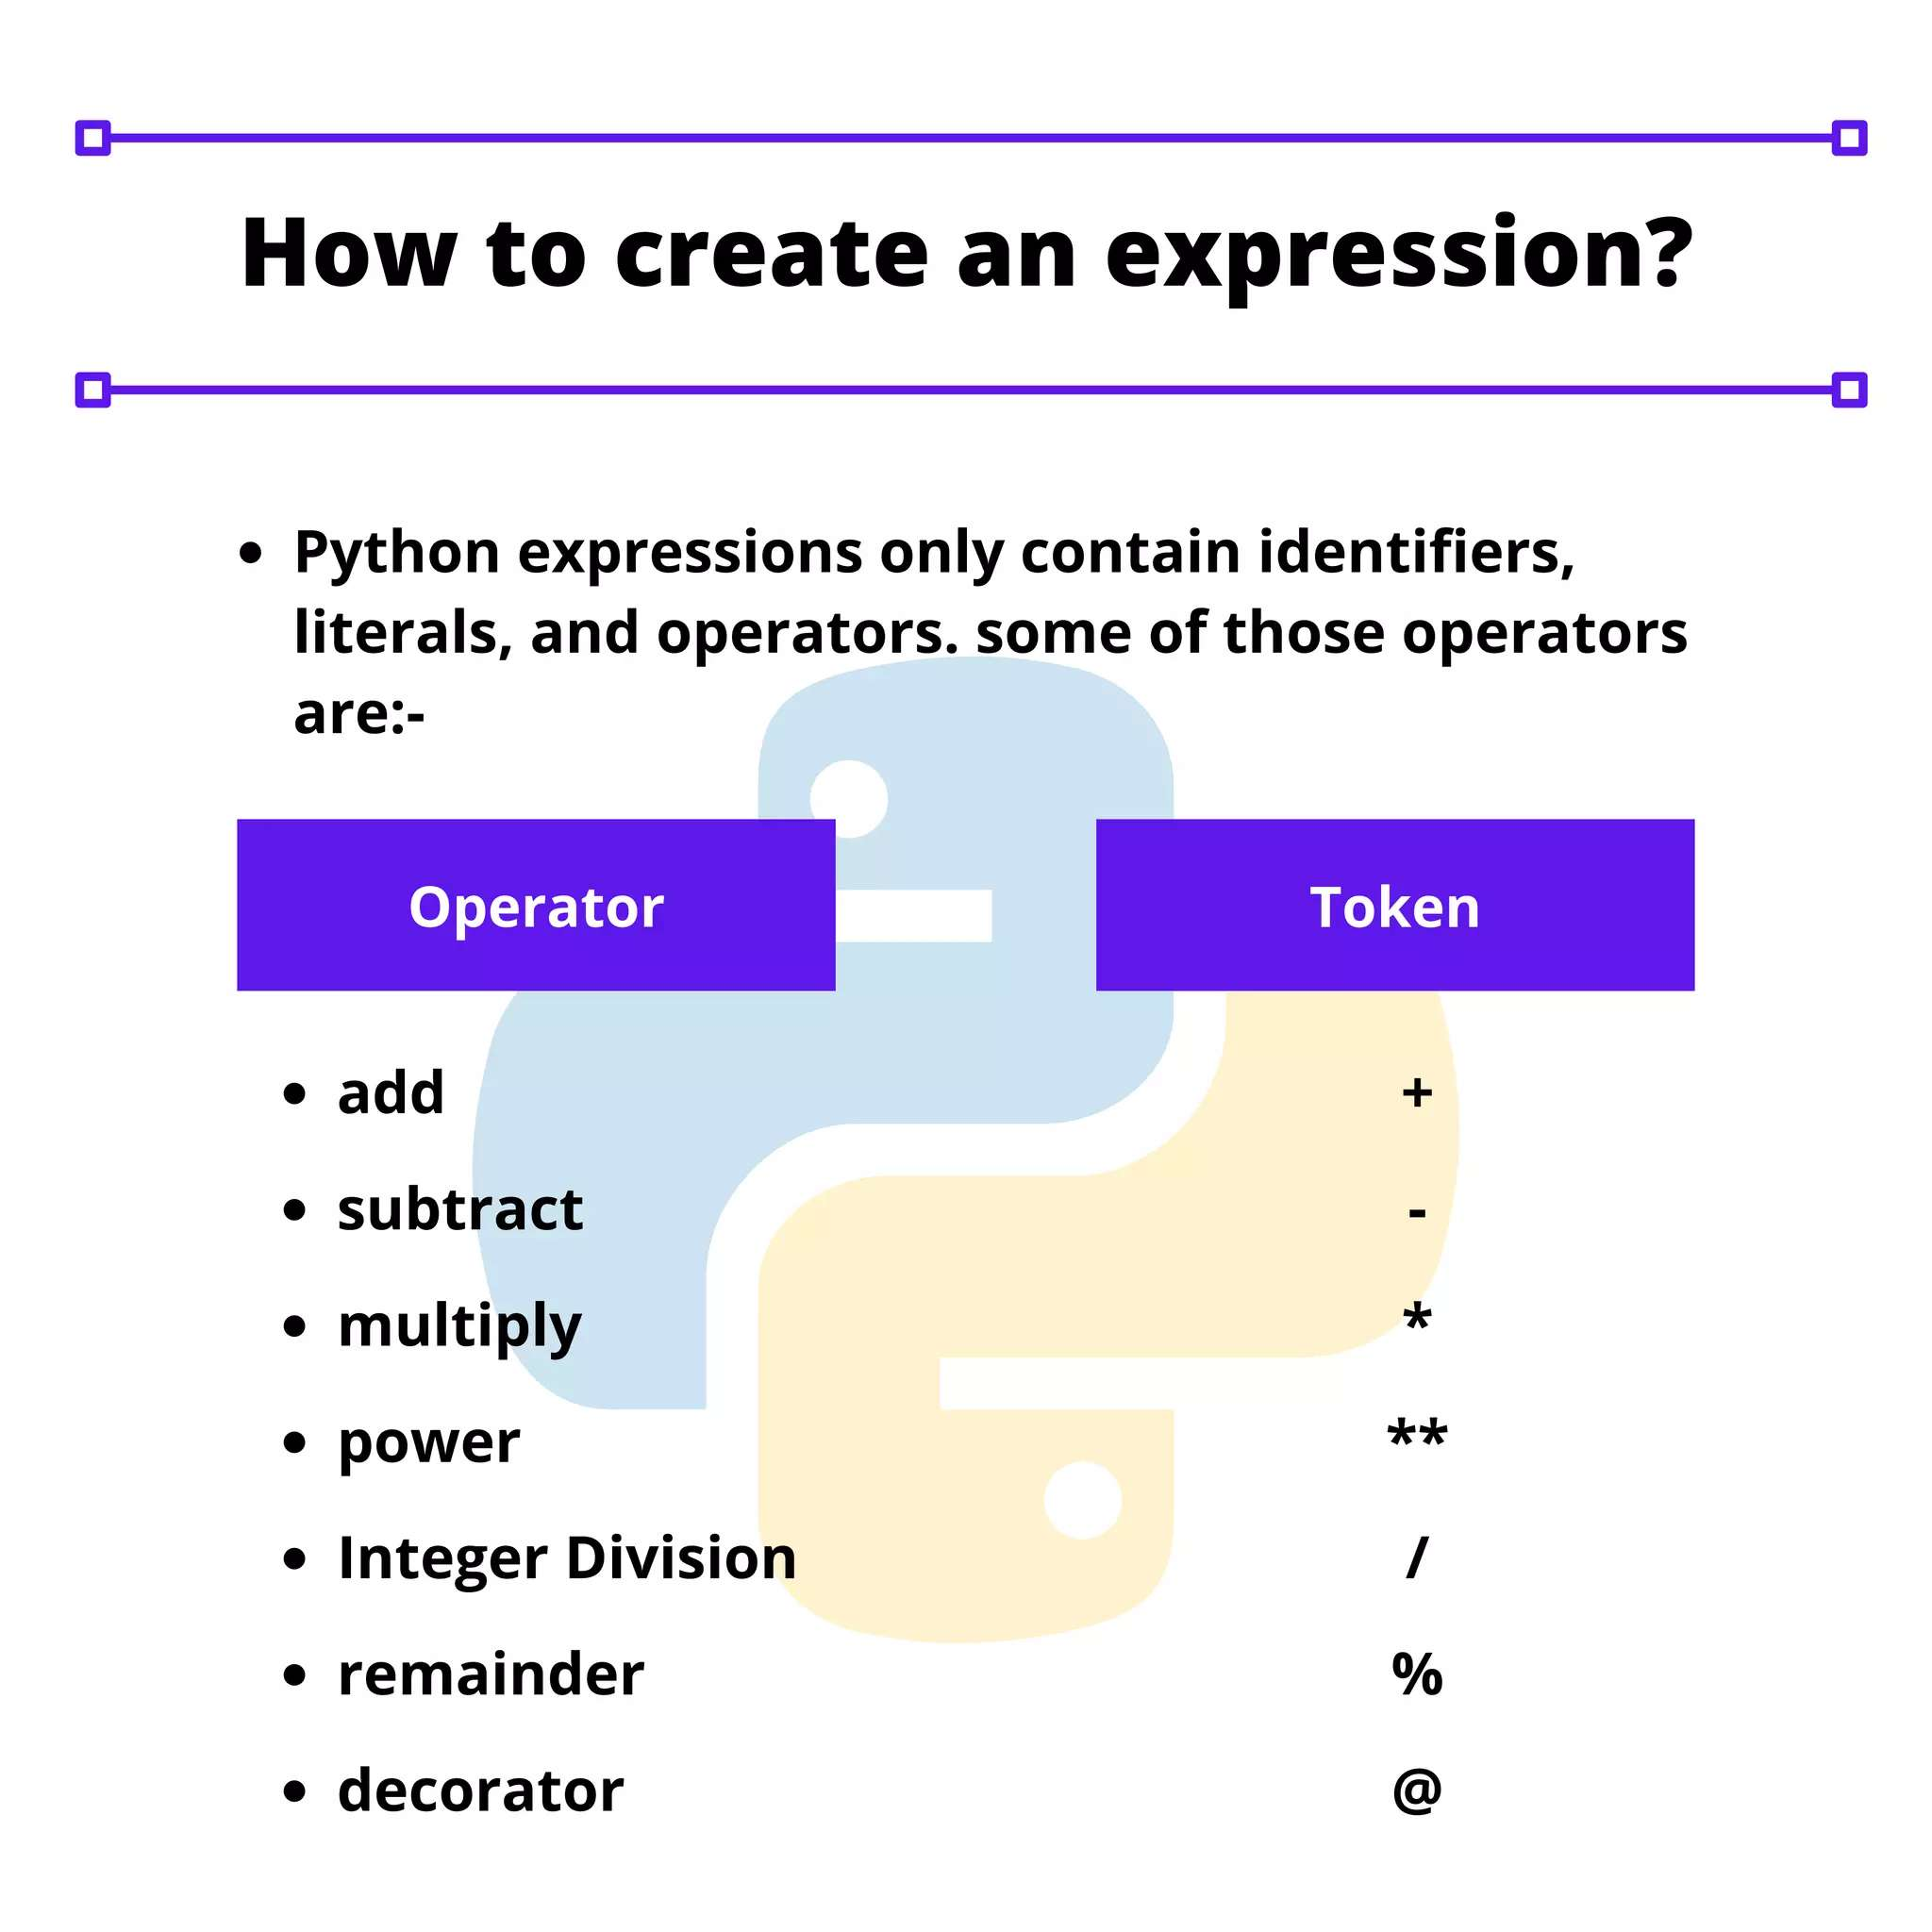 How to create an expression?
• Python expressions only contain identifiers,
literals, and operators. some of those operators
are:-
Operator Token
• add +
• subtract -
• multiply *
• power **
• Integer Division /
• remainder %
• decorator @